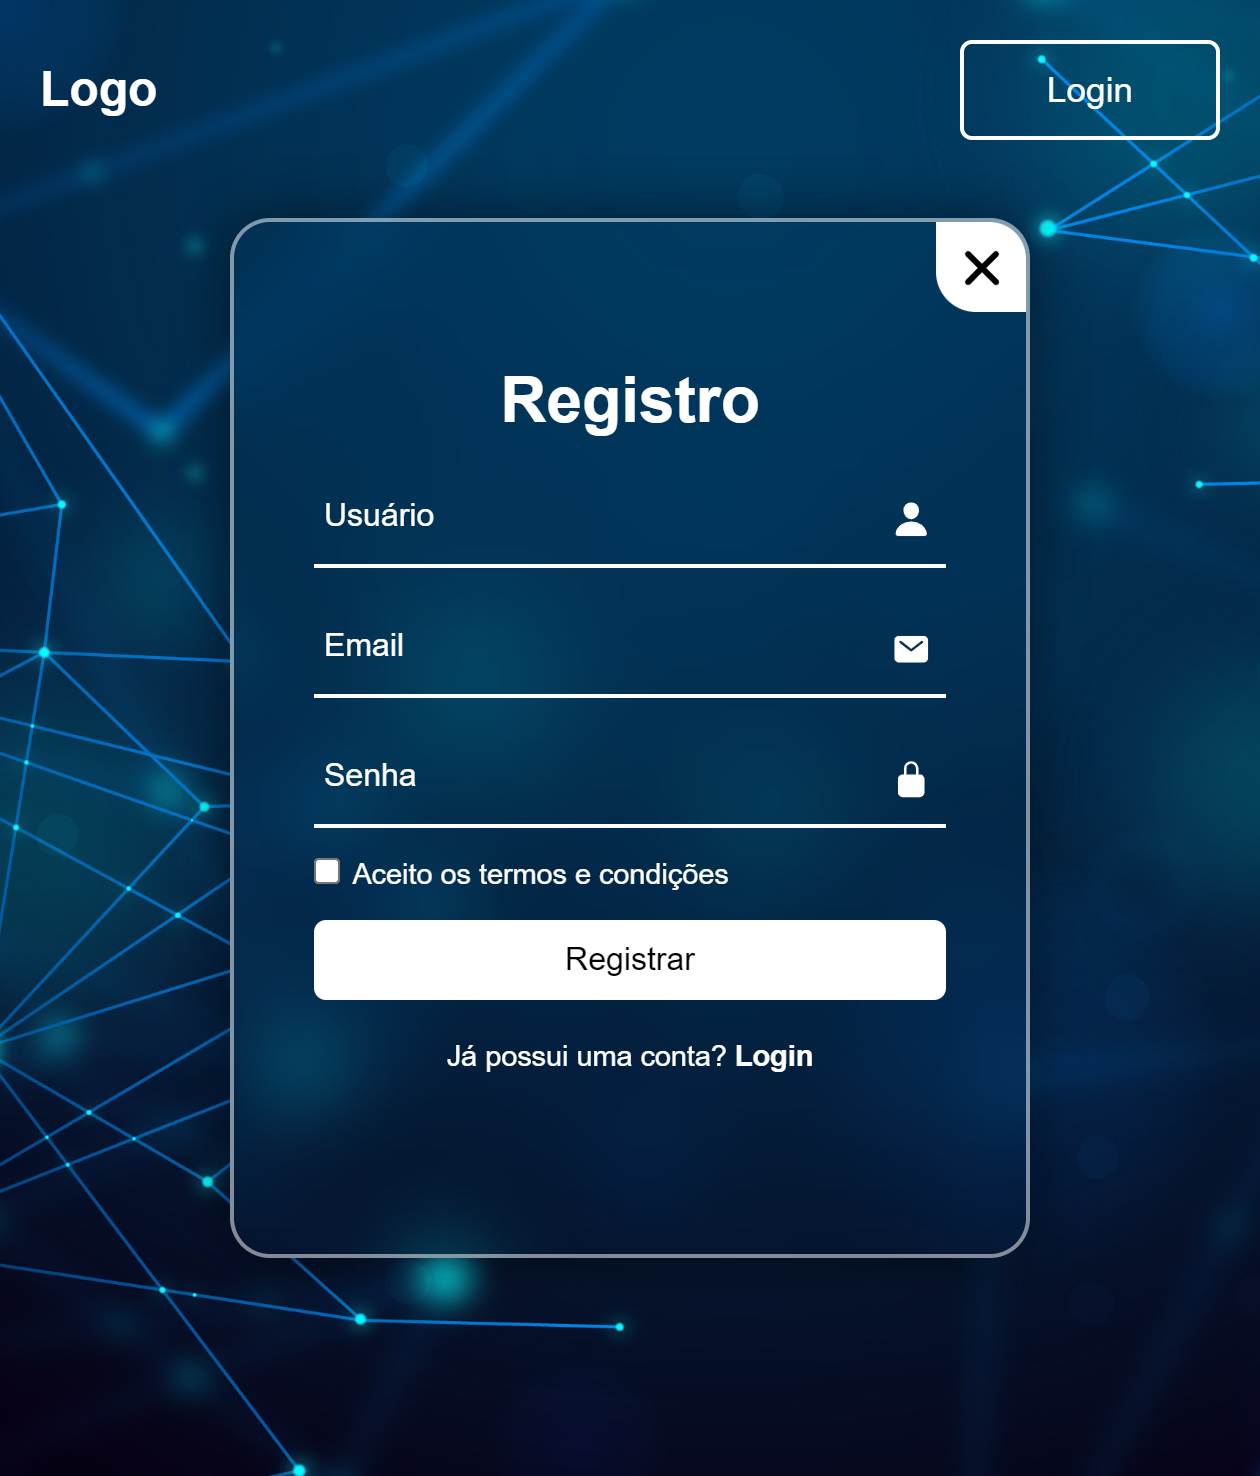 Logo
Login
Registro
Usuário
Email
Senha
Aceito os termos e condições
Registrar
Já possui uma conta? Login